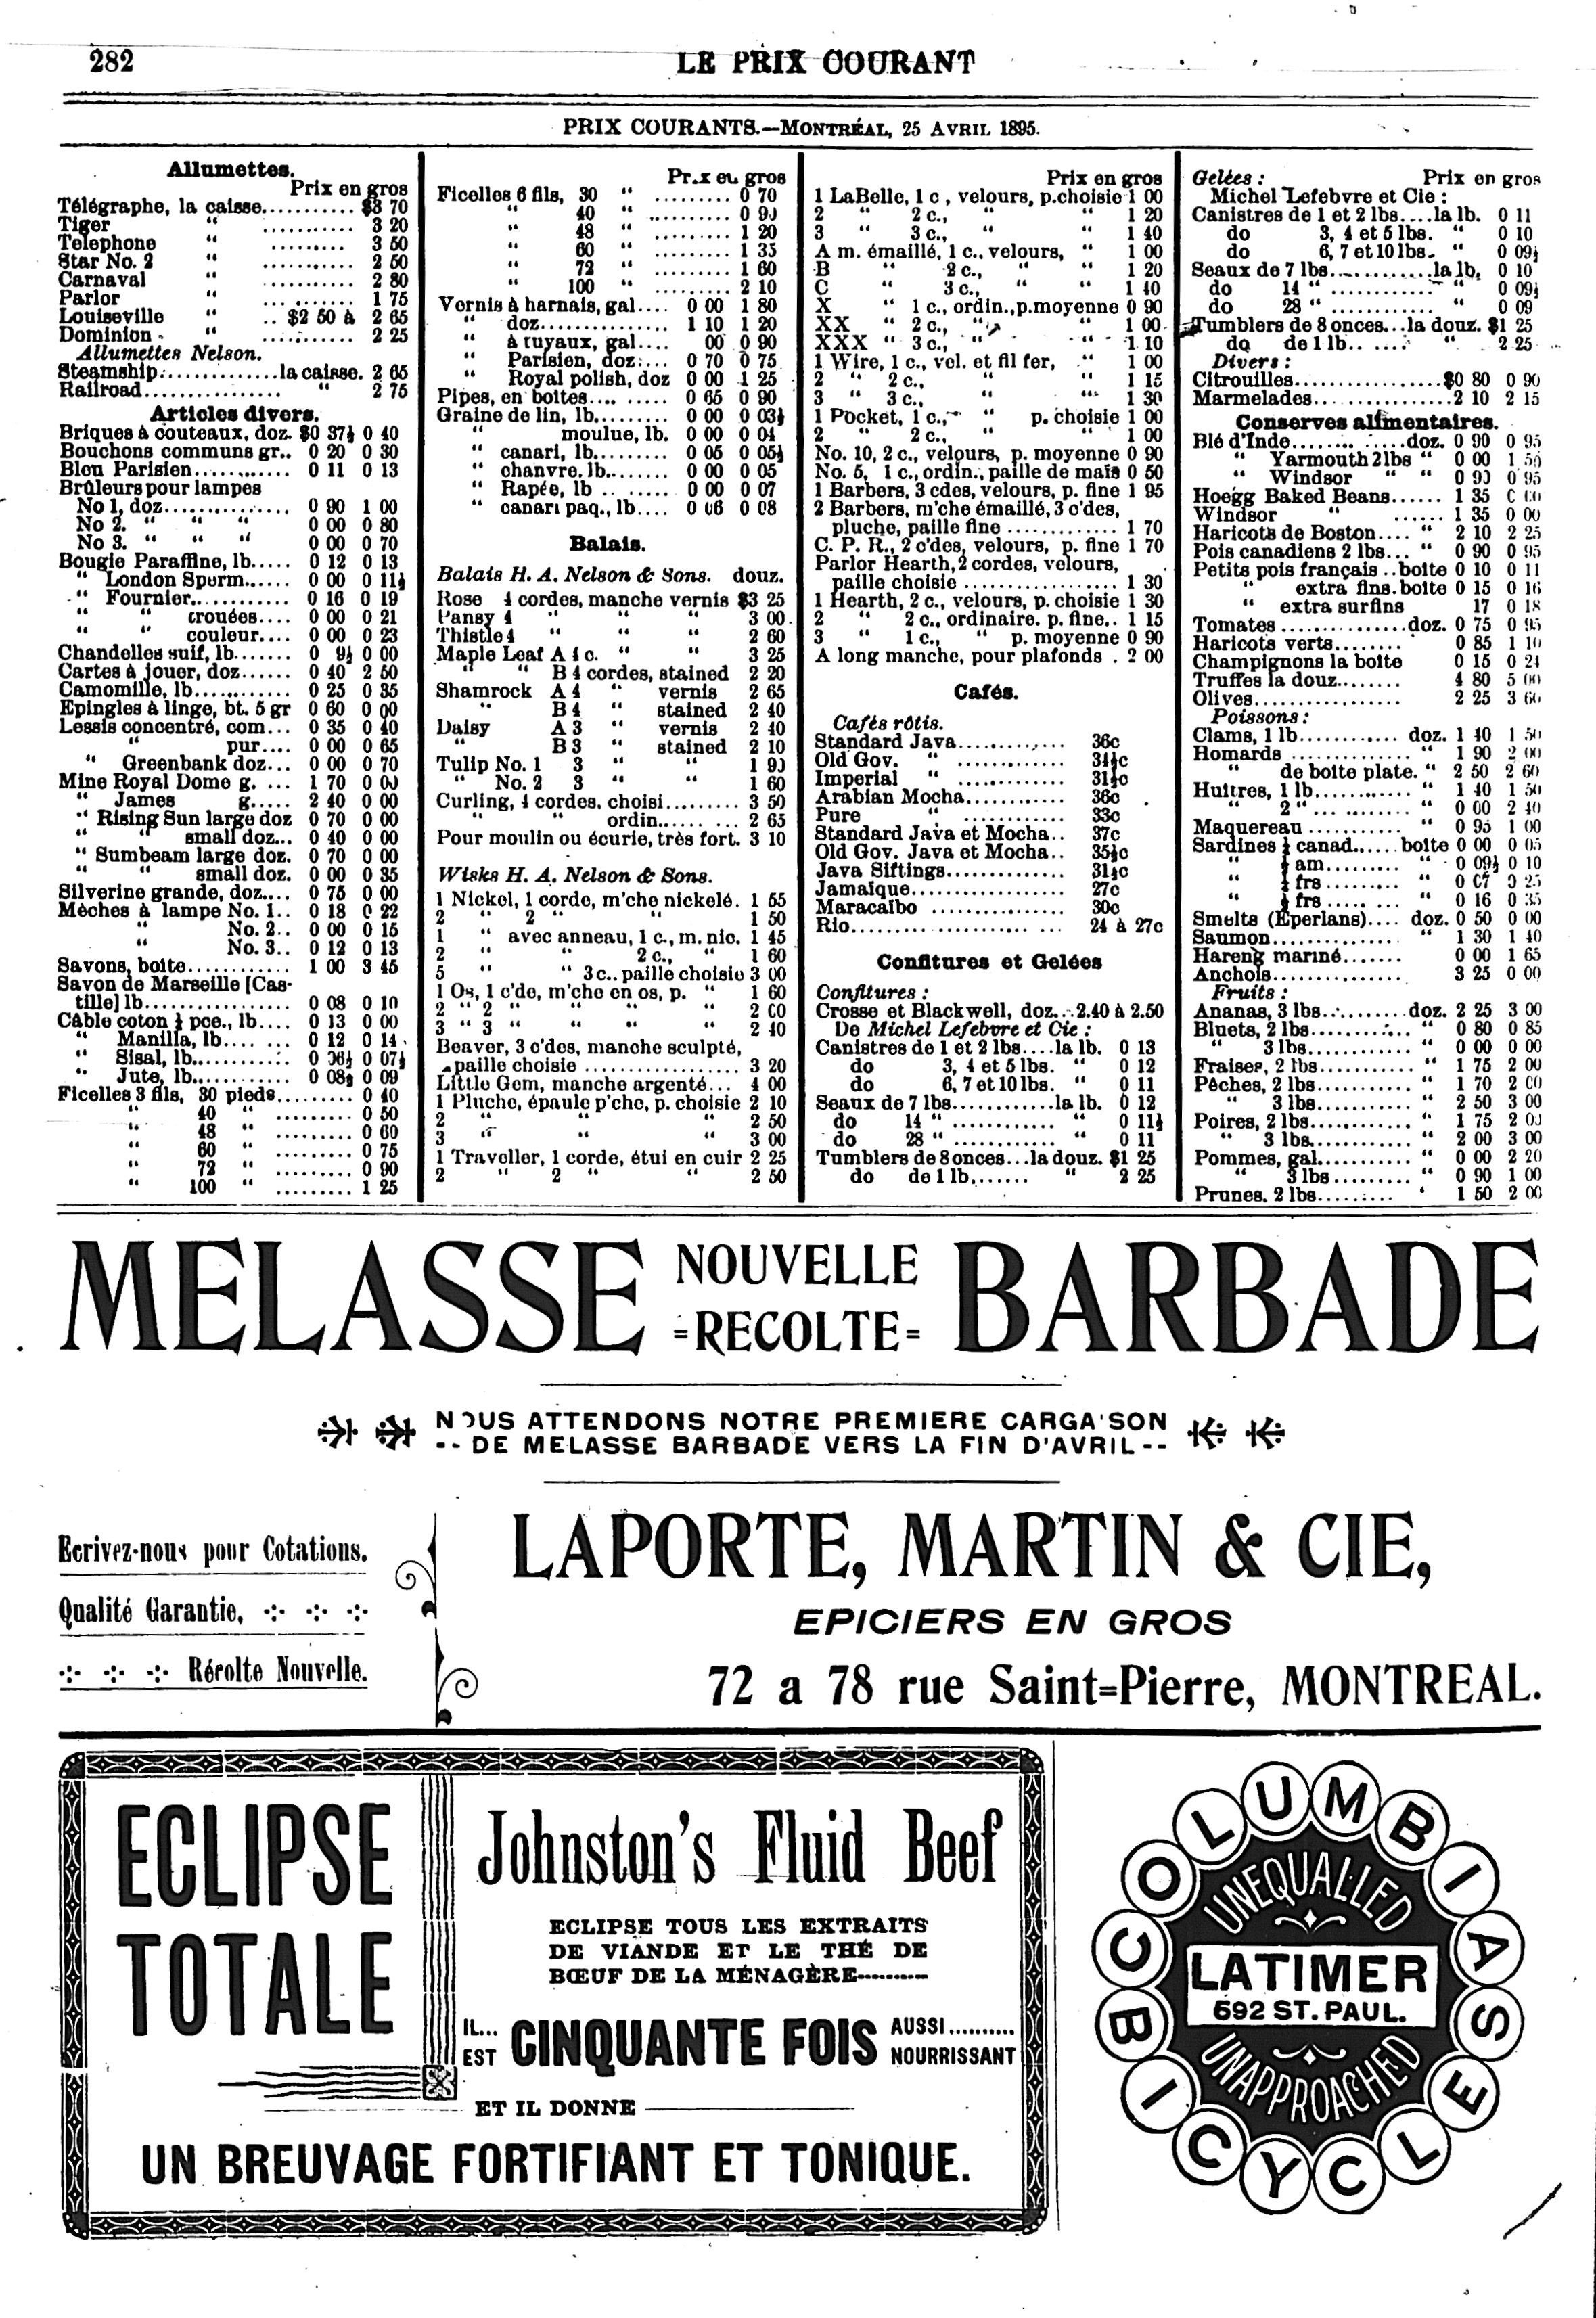 282
LE PRIX COURANT
PRIX COURANTS.—MONTRÉAL, 25 AVRIL 1895.
Allumettes.
Prix en gros
Télégraphe, la caisse........... $3 70
Tiger " ........... 3 20
Telephone " ......... 3 50
Star No. 2 " ........... 2 50
Carnaval " ........... 2 80
Parlor " ... ....... 1 75
Louiseville " .. $2 50 à 2 65
Dominion " ........... 2 25
Allumettes Nelson.
Steamship.............la caisse. 2 65
Railroad................ " 2 75
Articles divers.
Briques à couteaux, doz. $0 37½ 0 40
Bouchons communs gr.. 0 20 0 30
Bleu Parisien........... 0 11 0 13
Brûleurs pour lampes
No 1, doz............... 0 90 1 00
No 2. " " " 0 00 0 80
No 3. " " " 0 00 0 70
Bougie Paraffine, lb..... 0 12 0 13
" London Sperm...... 0 00 0 11½
" Fournier............ 0 16 0 19
" " trouées.... 0 00 0 21
" " couleur.... 0 00 0 23
Chandelles suif, lb....... 0 9½ 0 00
Cartes à jouer, doz...... 0 40 2 50
Camomille, lb........... 0 25 0 35
Epingles à linge, bt. 5 gr 0 60 0 00
Lessis concentré, com... 0 35 0 40
" pur.... 0 00 0 65
" Greenbank doz... 0 00 0 70
Mine Royal Dome g. ... 1 70 0 00
" James g..... 2 40 0 00
" Rising Sun large doz 0 70 0 00
" " small doz... 0 40 0 00
" Sumbeam large doz. 0 70 0 00
" " small doz. 0 00 0 35
Silverine grande, doz.... 0 75 0 00
Mèches à lampe No. 1.. 0 18 0 22
" No. 2.. 0 00 0 15
" No. 3.. 0 12 0 13
Savons, boite............ 1 00 3 45
Savon de Marseille [Cas-
tille] lb................. 0 08 0 10
Câble coton ¼ pce., lb.... 0 13 0 00
" Manilla, lb.... ... 0 12 0 14
" Sisal, lb........... 0 06½ 0 07½
" Jute, lb............ 0 08½ 0 09
Ficelles 3 fils, 30 pieds......... 0 40
" 40 " ......... 0 50
" 48 " ......... 0 60
" 60 " ......... 0 75
" 72 " ......... 0 90
" 100 " ......... 1 25
Prix en gros
Ficelles 6 fils, 30 " ......... 0 70
" 40 " ......... 0 90
" 48 " ......... 1 20
" 60 " ......... 1 35
" 72 " ......... 1 60
" 100 " ......... 2 10
Vernis à harnais, gal.... 0 00 1 80
" doz.............. 1 10 1 20
" à tuyaux, gal.... 00 0 90
" Parisien, doz.... 0 70 0 75
" Royal polish, doz 0 00 1 25
Pipes, en boites.... ..... 0 65 0 90
Graine de lin, lb......... 0 00 0 03½
" moulue, lb. 0 00 0 04
" canari, lb......... 0 05 0 05½
" chanvre. lb....... 0 00 0 05
" Rapée, lb .. ...... 0 00 0 07
" canari paq., lb.... 0 06 0 08
Balais.
Balais H. A. Nelson & Sons. douz.
Rose 4 cordes, manche vernis $3 25
Pansy 4 " " " 3 00
Thistle 4 " " " 2 60
Maple Leaf A 4 c. " " 3 25
" " B 4 cordes, stained 2 20
Shamrock A 4 " vernis 2 65
" B 4 " stained 2 40
Daisy A 3 " vernis 2 40
" B 3 " stained 2 10
Tulip No. 1 3 " " 1 90
" No. 2 3 " " 1 60
Curling, 4 cordes, choisi......... 3 50
" " ordin....... ... 2 65
Pour moulin ou écurie, très fort. 3 10
Wisks H. A. Nelson & Sons.
1 Nickol, 1 corde, m'che nickelé. 1 55
2 " 2 " " 1 50
1 " avec anneau, 1 c., m. nic. 1 45
2 " " 2 c., " 1 60
5 " " 3 c.. paille choisie 3 00
1 Os, 1 c'de, m'che en os, p. " 1 60
2 " 2 " " " " 2 00
3 " 3 " " " " 2 40
Beaver, 3 c'des, manche sculpté,
paille choisie .................. 3 20
Little Gem, manche argenté... 4 00
1 Pluche, épaule p'che, p. choisie 2 10
2 " " " 2 50
3 " " " 3 00
1 Traveller, 1 corde, étui en cuir 2 25
2 " 2 " " 2 50
Prix en gros
1 LaBelle, 1 c , velours, p.choisie 1 00
2 " 2 c., " " 1 20
3 " 3 c., " " 1 40
A m. émaillé, 1 c., velours, " 1 00
B " 2 c., " " 1 20
C " 3 c., " " 1 40
X " 1 c., ordin., p.moyenne 0 90
XX " 2 c., " " 1 00
XXX " 3 c., " " 1 10
1 Wire, 1 c., vel. et fil fer, " 1 00
2 " 2 c., " " 1 15
3 " 3 c., " " 1 30
1 Pocket, 1 c., " p. choisie 1 00
2 " 2 c., " " 1 00
No. 10, 2 c., velours, p. moyenne 0 90
No. 5, 1 c., ordin., paille de mais 0 50
1 Barbers, 3 cdes, velours, p. fine 1 95
2 Barbers, m'che émaillé, 3 c'des,
pluche, paille fine ............ 1 70
C. P. R., 2 c'des, velours, p. fine 1 70
Parlor Hearth, 2 cordes, velours,
paille choisie .................. 1 30
1 Hearth, 2 c., velours, p. choisie 1 30
2 " 2 c., ordinaire. p. fine.. 1 15
3 " 1 c., " p. moyenne 0 90
A long manche, pour plafonds . 2 00
Cafés.
Cafés rôtis.
Standard Java.............. 36c
Old Gov. " .............. 34½c
Imperial " .............. 31½c
Arabian Mocha............ 36c
Pure " ............. 33c
Standard Java et Mocha.. 37c
Old Gov. Java et Mocha.. 35½c
Java Siftings............... 31½c
Jamaique................... 27c
Maracaibo ................ 30c
Rio........................ 24 à 27c
Confitures et Gelées
Confitures :
Crosse et Blackwell, doz...2.40 à 2.50
De Michel Lefebvre et Cie :
Canistres de 1 et 2 lbs....la lb. 0 13
do 3, 4 et 5 lbs. " 0 12
do 6, 7 et 10 lbs. " 0 11
Seaux de 7 lbs............la lb. 0 12
do 14 " ............. " 0 11½
do 28 " ............ " 0 11
Tumblers de 8 onces...la douz. $1 25
do de 1 lb....... " 2 25
Gelées : Prix en gros
Michel Lefebvre et Cie :
Canistres de 1 et 2 lbs....la lb. 0 11
do 3, 4 et 5 lbs. " 0 10
do 6, 7 et 10 lbs. " 0 09½
Seaux de 7 lbs............la lb. 0 10
do 14 " ............ " 0 09½
do 28 " ............ " 0 09
Tumblers de 8 onces...la douz. $1 25
do de 1 lb.. ..... " 2 25
Divers :
Citrouilles................. $0 80 0 90
Marmelades................. 2 10 2 15
Conserves alimentaires.
Blé d'Inde............doz. 0 90 0 95
" Yarmouth 2 lbs " 0 00 1 50
" Windsor " " 0 90 0 95
Hoegg Baked Beans...... 1 35
Windsor " ...... 1 35 0 00
Haricots de Boston.... " 2 10 2 25
Pois canadiens 2 lbs... " 0 90 0 95
Petits pois français ..boite 0 10 0 11
" extra fins. boite 0 15 0 16
" extra surfins 17 0 18
Tomates ..............doz. 0 75 0 95
Haricots verts......... 0 85 1 10
Champignons la boite 0 15 0 24
Truffes la douz........ 4 80 5 00
Olives.................. 2 25 3 60
Poissons :
Clams, 1 lb............ doz. 1 40 1 50
Homards ............... " 1 90 2 00
" de boite plate. " 2 50 2 60
Huîtres, 1 lb............ " 1 40 1 50
" 2 " ... ......... " 0 00 2 40
Maquereau ............ " 0 95 1 00
Sardines ¼ canad...... boite 0 00 0 05
" ¼ am......... " 0 09½ 0 10
" ¼ frs.......... " 0 07 0 25
" ½ frs......... " 0 16 0 35
Smelts (Eperlans).... doz. 0 50 0 00
Saumon................. " 1 30 1 40
Hareng mariné....... 0 00 1 65
Anchois................. 3 25 0 00
Fruits :
Ananas, 3 lbs...........doz. 2 25 3 00
Bluets, 2 lbs........... " 0 80 0 85
" 3 lbs............ " 0 00 0 00
Fraises, 2 lbs............ " 1 75 2 00
Pêches, 2 lbs............ " 1 70 2 00
" 3 lbs............ " 2 50 3 00
Poires, 2 lbs............. " 1 75 2 00
" 3 lbs............ " 2 00 3 00
Pommes, gal............ " 0 00 2 20
" 3 lbs .......... " 0 90 1 00
Prunes, 2 lbs........... " 1 50 2 00
MELASSE NOUVELLE =RECOLTE= BARBADE
NOUS ATTENDONS NOTRE PREMIERE CARGA'SON
-- DE MELASSE BARBADE VERS LA FIN D'AVRIL --
Ecrivez-nous pour Cotations.
Qualité Garantie,
Récolte Nouvelle.
LAPORTE, MARTIN & CIE,
EPICIERS EN GROS
72 a 78 rue Saint=Pierre, MONTREAL.
ECLIPSE
TOTALE
Johnston's Fluid Beef
ECLIPSE TOUS LES EXTRAITS
DE VIANDE ET LE THÉ DE
BŒUF DE LA MÉNAGÈRE
IL... EST CINQUANTE FOIS AUSSI.......... NOURRISSANT
ET IL DONNE
UN BREUVAGE FORTIFIANT ET TONIQUE.
COLUMBIAS
UNEQUALLED
LATIMER
592 ST. PAUL.
UNAPPROACHED
BICYCLES